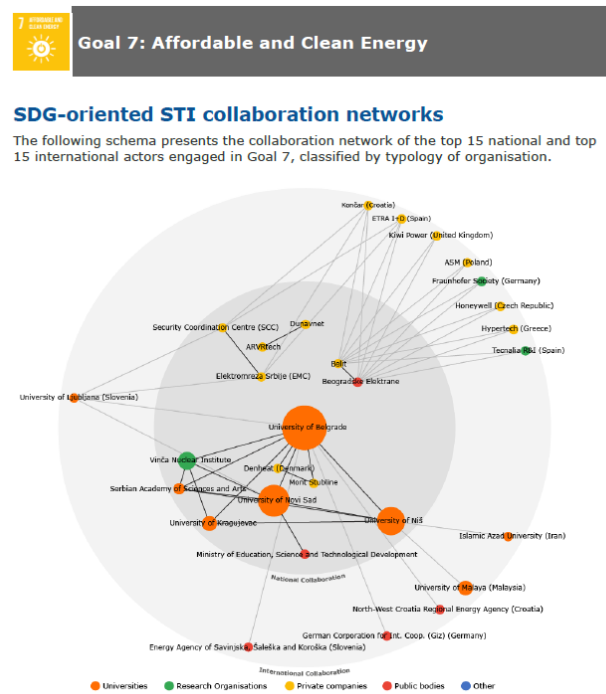 7 AFFORDABLE AND
CLEAN ENERGY
Goal 7: Affordable and Clean Energy
SDG-oriented STI collaboration networks
The following schema presents the collaboration network of the top 15 national and top
15 international actors engaged in Goal 7, classified by typology of organisation.
Končar (Croatia)
ETRA I+D (Spain)
Kiwi Power (United Kingdom)
ASM (Poland)
Fraunhofer Society (Germany)
Honeywell (Czech Republic)
Security Coordination Centre (SCC)
Dunavnet
Hypertech (Greece)
ARVRtech
Tecnalia R&I (Spain)
Belit
Elektromreza Srbije (EMC)
Beogradske Elektrane
University of Ljubljana (Slovenia)
University of Belgrade
Vinča Nuclear Institute
Denheat (Denmark)
Merit Stubline
Serbian Academy of Sciences and Arts
University of Novi Sad
University of Kragujevac
University of Niš
Islamic Azad University (Iran)
Ministry of Education, Science and Technological Development
National Collaboration
University of Malaya (Malaysia)
North-West Croatia Regional Energy Agency (Croatia)
German Corporation for Int. Coop. (Giz) (Germany)
Energy Agency of Savinjska, Šaleška and Koroška (Slovenia)
International Collaboration
Universities Research Organisations Private companies Public bodies Other